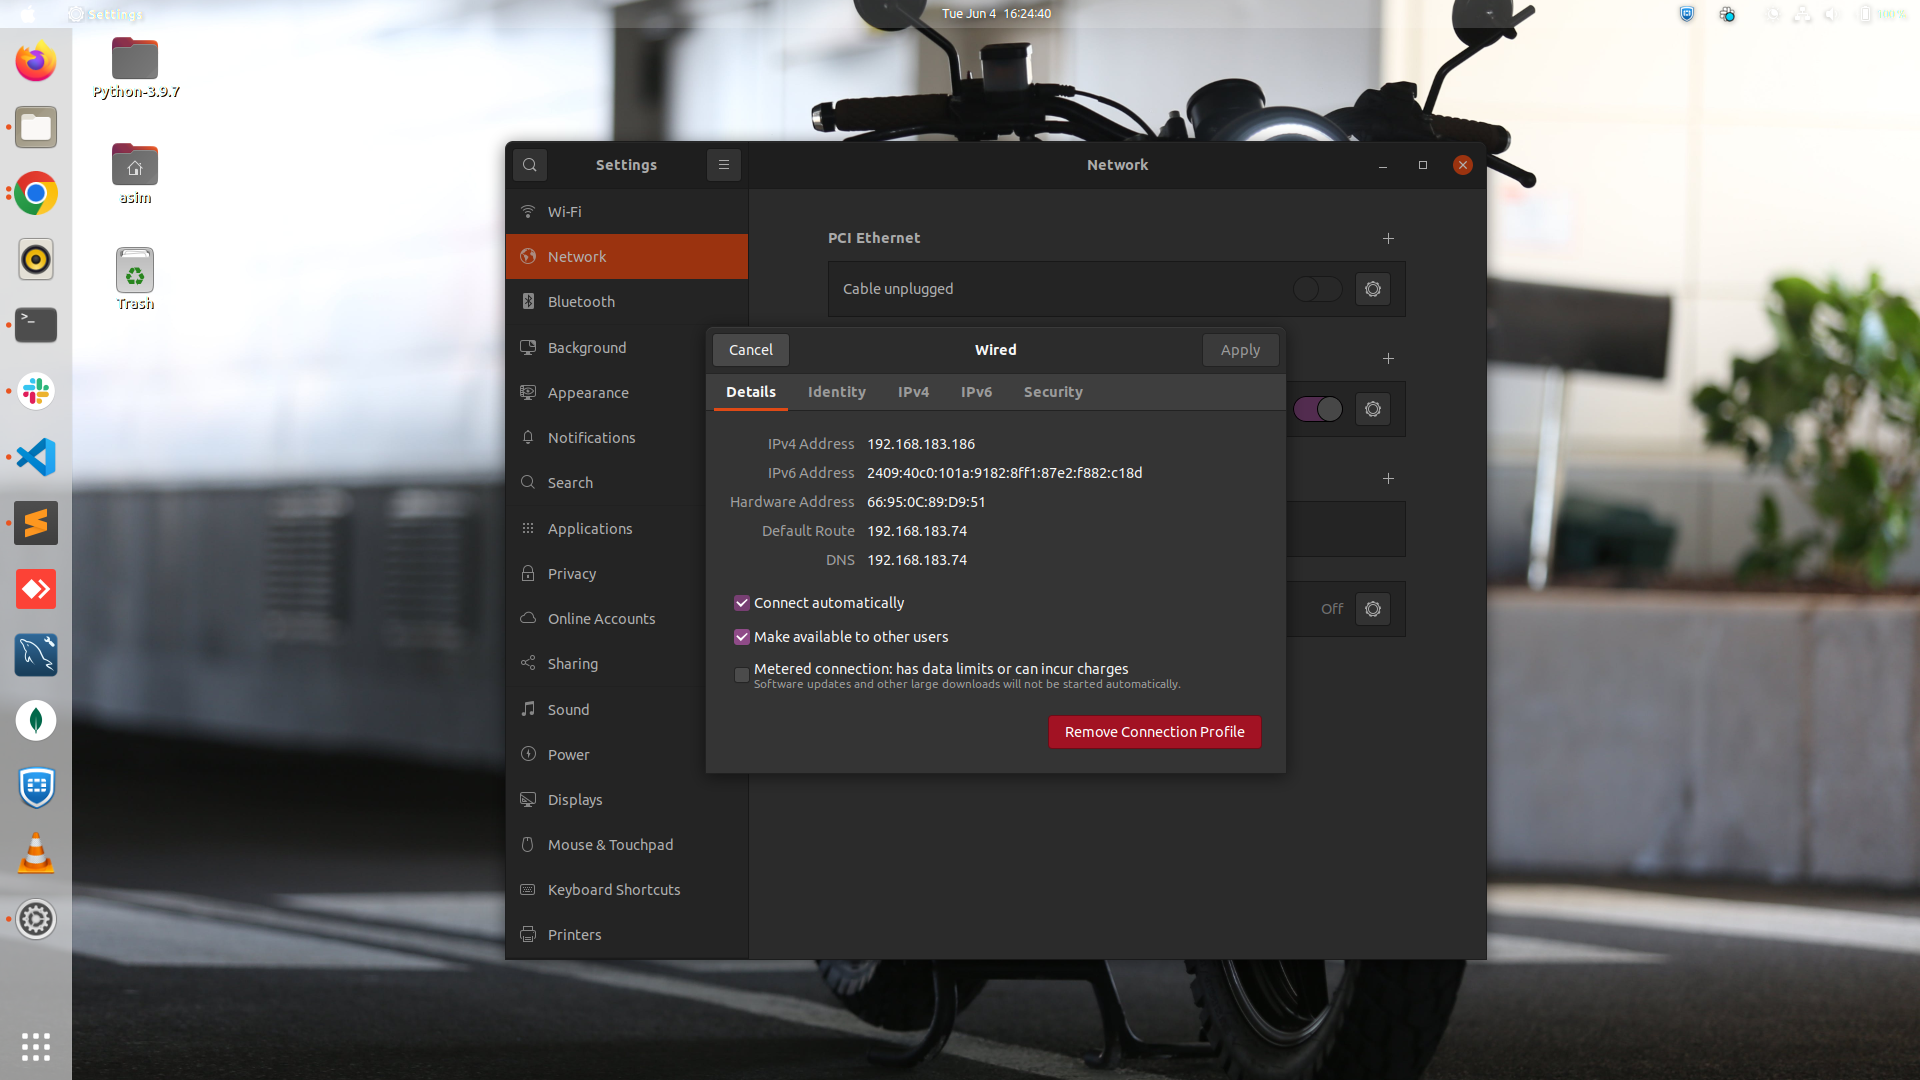 Settings
Tue Jun 4 16:24:40
100 %
Python-3.9.7
asim
Trash
Settings
Network
Wi-Fi
Network
Bluetooth
Background
Appearance
Notifications
Search
Applications
Privacy
Online Accounts
Sharing
Sound
Power
Displays
Mouse & Touchpad
Keyboard Shortcuts
Printers
PCI Ethernet
Cable unplugged
Off
Cancel
Wired
Apply
Details Identity IPv4 IPv6 Security
IPv4 Address 192.168.183.186
IPv6 Address 2409:40c0:101a:9182:8ff1:87e2:f882:c18d
Hardware Address 66:95:0C:89:D9:51
Default Route 192.168.183.74
DNS 192.168.183.74
Connect automatically
Make available to other users
Metered connection: has data limits or can incur charges
Software updates and other large downloads will not be started automatically.
Remove Connection Profile